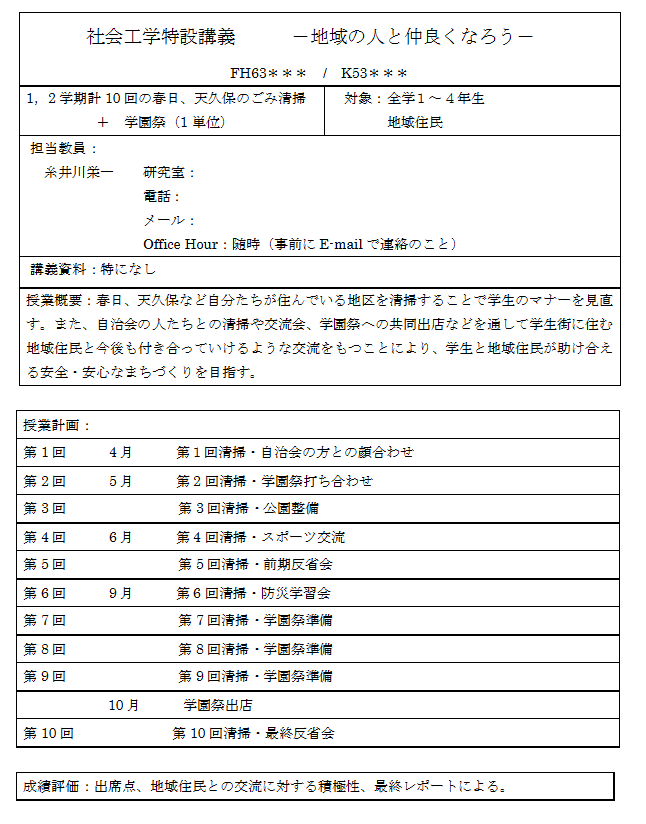 社会工学特設講義　　－地域の人と仲良くなろう－
FH63＊＊＊　/　K53＊＊＊
1，2学期計10回の春日、天久保のごみ清掃
＋　学園祭（1単位）
対象：全学1～4年生
地域住民
担当教員：
糸井川栄一　研究室：
電話：
メール：
Office Hour：随時（事前にE-mailで連絡のこと）
講義資料：特になし
授業概要：春日、天久保など自分たちが住んでいる地区を清掃することで学生のマナーを見直
す。また、自治会の人たちとの清掃や交流会、学園祭への共同出店などを通して学生街に住む
地域住民と今後も付き合っていけるような交流をもつことにより、学生と地域住民が助け合え
る安全・安心なまちづくりを目指す。
授業計画：
第1回　4月　第1回清掃・自治会の方との顔合わせ
第2回　5月　第2回清掃・学園祭打ち合わせ
第3回　第3回清掃・公園整備
第4回　6月　第4回清掃・スポーツ交流
第5回　第5回清掃・前期反省会
第6回　9月　第6回清掃・防災学習会
第7回　第7回清掃・学園祭準備
第8回　第8回清掃・学園祭準備
第9回　第9回清掃・学園祭準備
10月　学園祭出店
第10回　第10回清掃・最終反省会
成績評価：出席点、地域住民との交流に対する積極性、最終レポートによる。